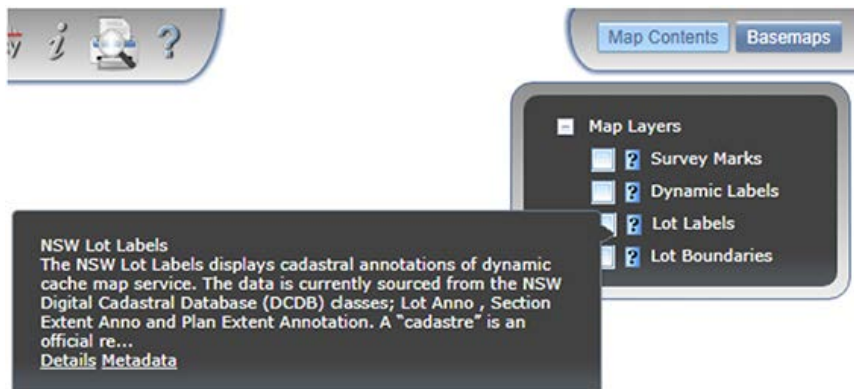 i ?
Map Contents Basemaps
Map Layers
? Survey Marks
? Dynamic Labels
? Lot Labels
? Lot Boundaries
NSW Lot Labels
The NSW Lot Labels displays cadastral annotations of dynamic
cache map service. The data is currently sourced from the NSW
Digital Cadastral Database (DCDB) classes; Lot Anno , Section
Extent Anno and Plan Extent Annotation. A “cadastre” is an
official re...
Details Metadata